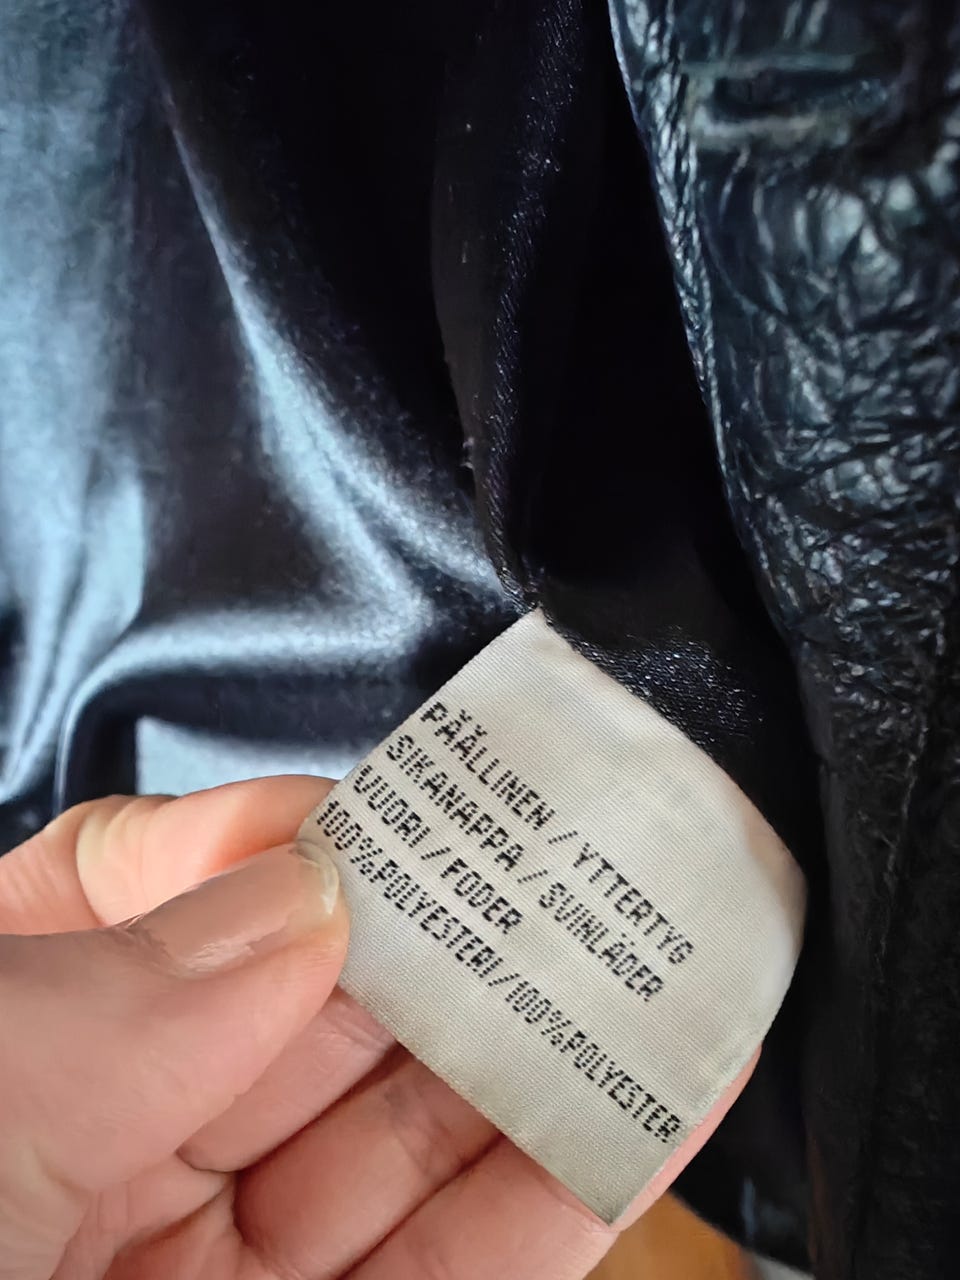 PÄÄLLINEN / YTTERTYG
SIKANAPPA / SVINLÄDER
VUORI / FODER
100%POLYESTERI/100%POLYESTER